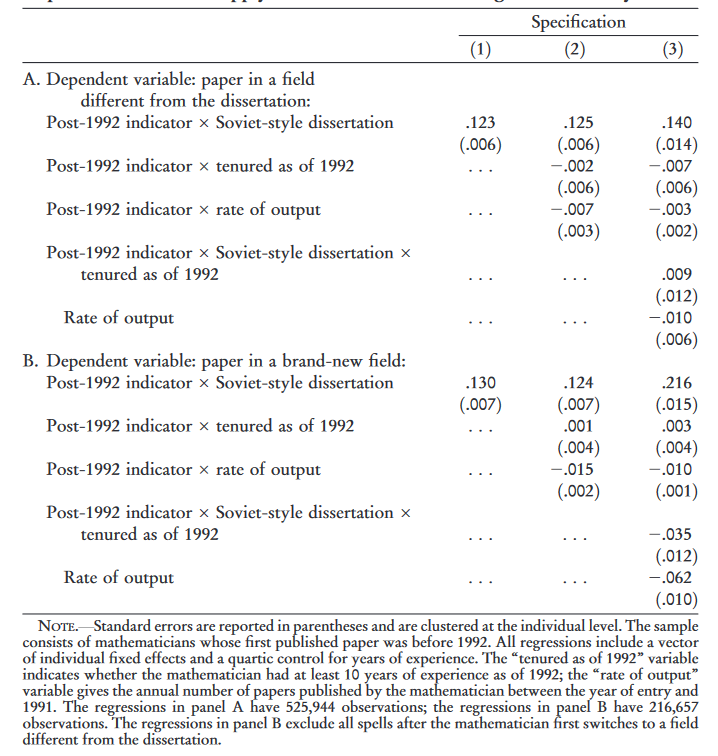 Specification
(1) (2) (3)
A. Dependent variable: paper in a field
different from the dissertation:
Post-1992 indicator × Soviet-style dissertation .123 .125 .140
(.006) (.006) (.014)
Post-1992 indicator × tenured as of 1992 . . . −.002 −.007
(.006) (.006)
Post-1992 indicator × rate of output . . . −.007 −.003
(.003) (.002)
Post-1992 indicator × Soviet-style dissertation ×
tenured as of 1992 . . . . . . .009
(.012)
Rate of output . . . . . . −.010
(.006)
B. Dependent variable: paper in a brand-new field:
Post-1992 indicator × Soviet-style dissertation .130 .124 .216
(.007) (.007) (.015)
Post-1992 indicator × tenured as of 1992 . . . .001 .003
(.004) (.004)
Post-1992 indicator × rate of output . . . −.015 −.010
(.002) (.001)
Post-1992 indicator × Soviet-style dissertation ×
tenured as of 1992 . . . . . . −.035
(.012)
Rate of output . . . . . . −.062
(.010)
NOTE.—Standard errors are reported in parentheses and are clustered at the individual level. The sample
consists of mathematicians whose first published paper was before 1992. All regressions include a vector
of individual fixed effects and a quartic control for years of experience. The “tenured as of 1992” variable
indicates whether the mathematician had at least 10 years of experience as of 1992; the “rate of output”
variable gives the annual number of papers published by the mathematician between the year of entry and
1991. The regressions in panel A have 525,944 observations; the regressions in panel B have 216,657
observations. The regressions in panel B exclude all spells after the mathematician first switches to a field
different from the dissertation.